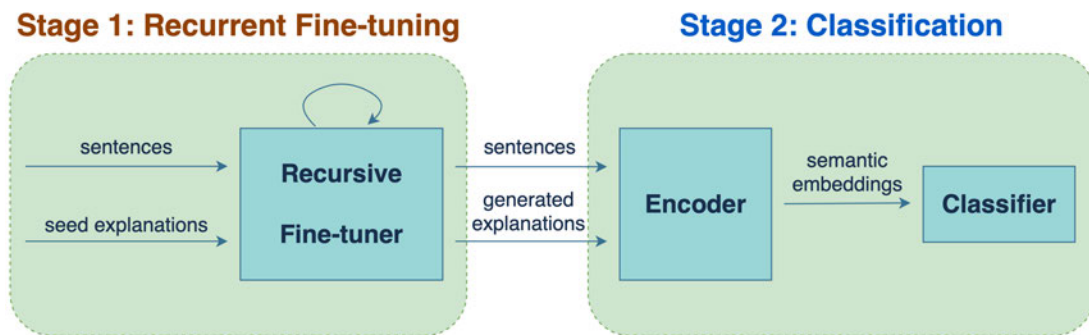 Stage 1: Recurrent Fine-tuning
Stage 2: Classification
sentences
seed explanations
Recursive
Fine-tuner
sentences
generated
explanations
Encoder
semantic
embeddings
Classifier